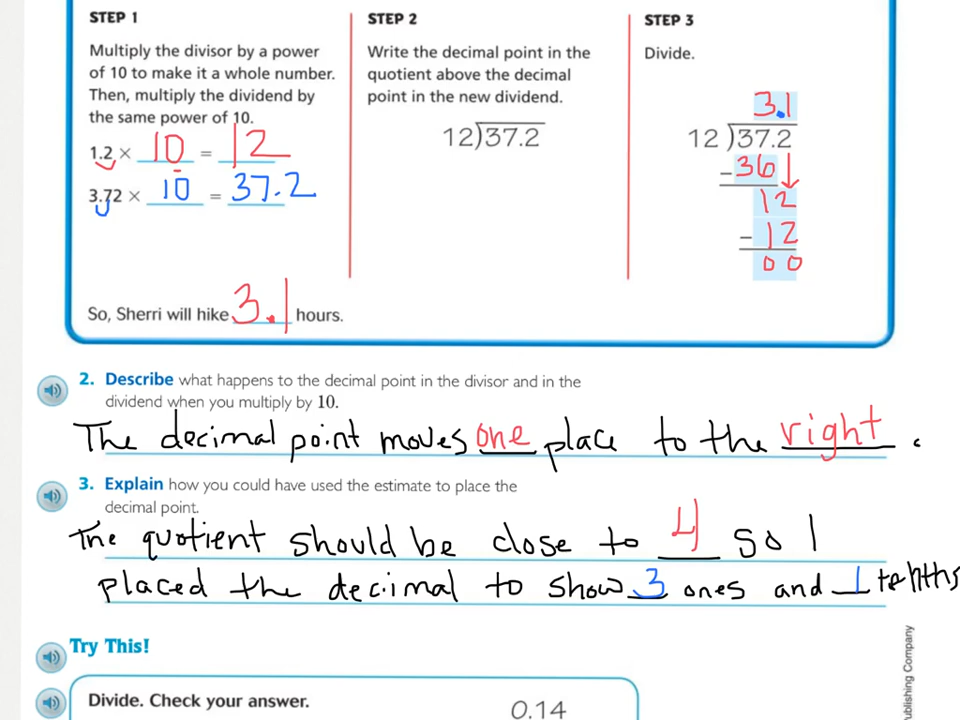 STEP 1
Multiply the divisor by a power
of 10 to make it a whole number.
Then, multiply the dividend by
the same power of 10.
1.2 × 10 = 12
3.72 × 10 = 37.2
So, Sherri will hike 3.1 hours.
STEP 2
Write the decimal point in the
quotient above the decimal
point in the new dividend.
12)37.2
STEP 3
Divide.
3.1
12)37.2
-36
12
-12
00
2. Describe what happens to the decimal point in the divisor and in the
dividend when you multiply by 10.
The decimal point moves one place to the right.
3. Explain how you could have used the estimate to place the
decimal point.
The quotient should be close to 4 so I
placed the decimal to show 3 ones and 1 tenths
Try This!
Divide. Check your answer.
0.14
ublishing Company